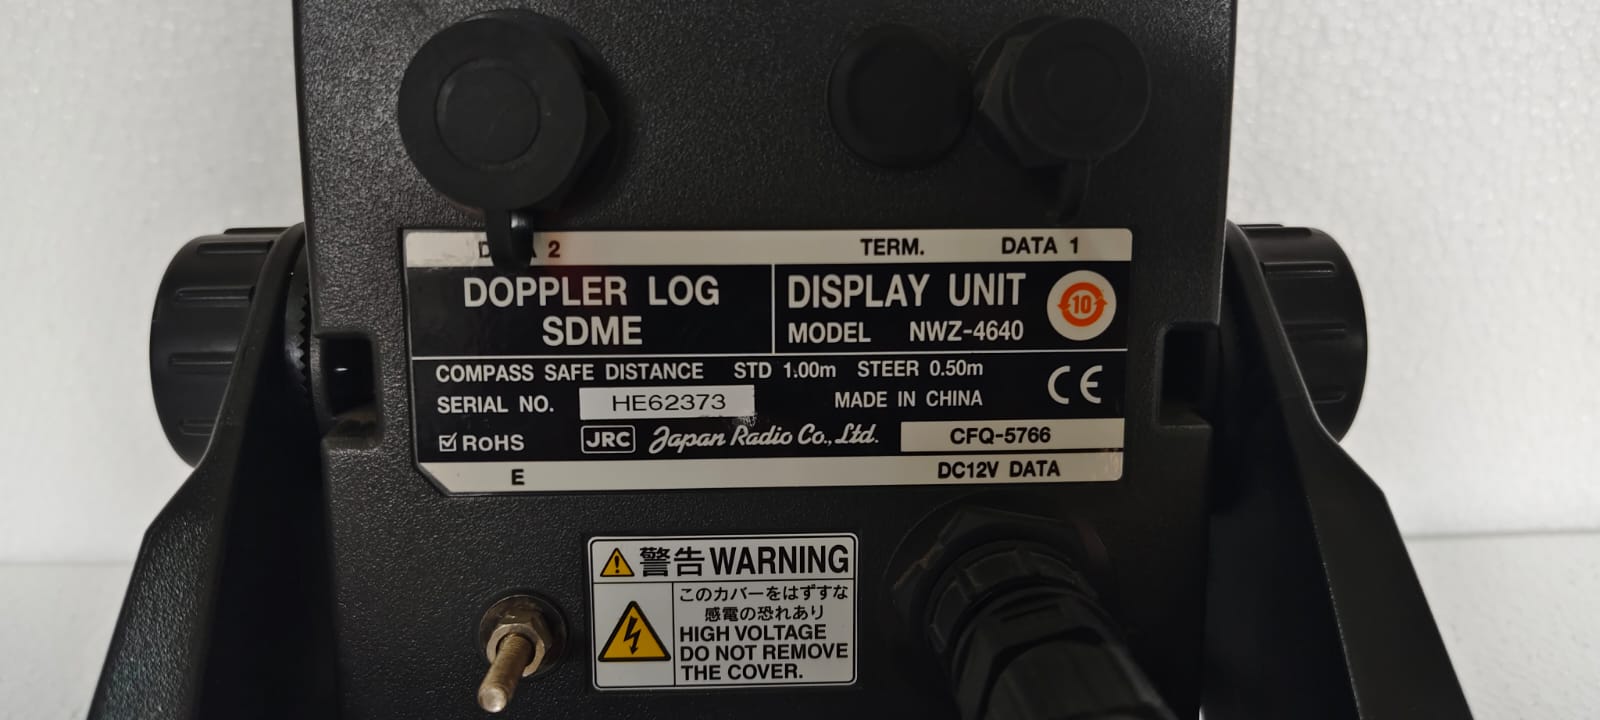 2
TERM. DATA 1
DOPPLER LOG
SDME
DISPLAY UNIT
MODEL NWZ-4640
10
COMPASS SAFE DISTANCE STD 1.00m STEER 0.50m
SERIAL NO. HE62373 MADE IN CHINA
CE
RoHS JRC Japan Radio Co., Ltd. CFQ-5766
E DC12V DATA
警告 WARNING
このカバーをはずすな
感電の恐れあり
HIGH VOLTAGE
DO NOT REMOVE
THE COVER.